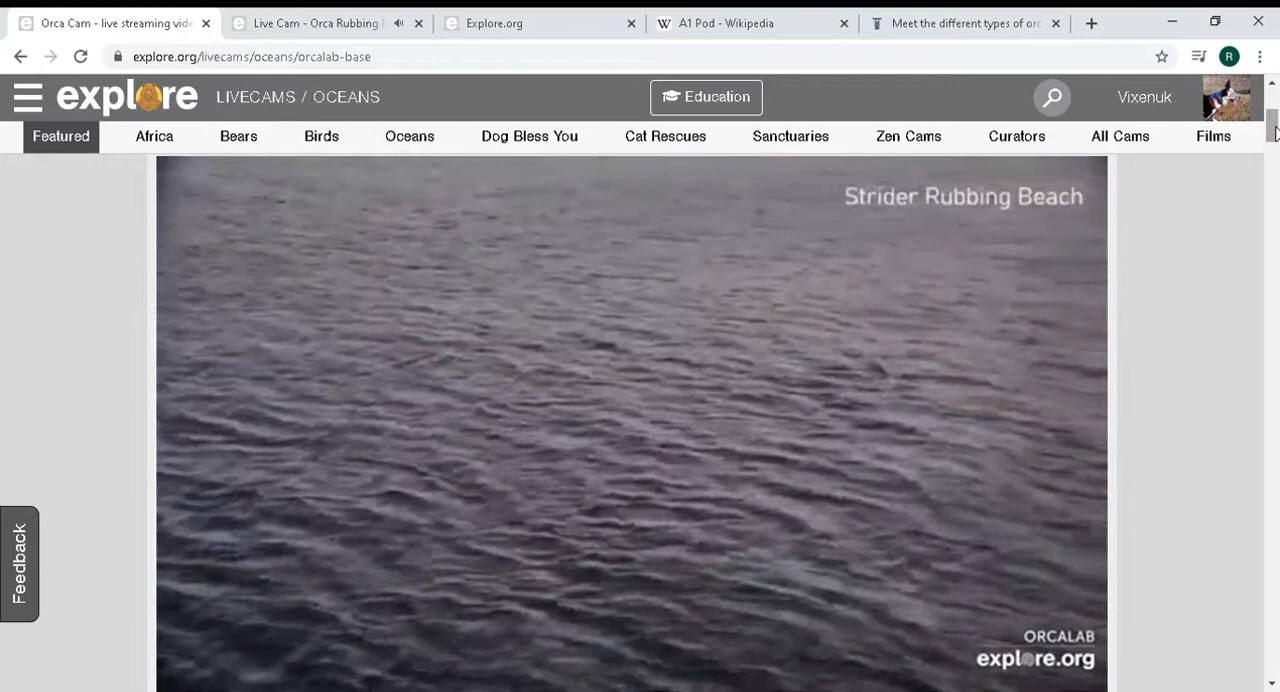 Orca Cam - live streaming vide
Live Cam - Orca Rubbing
Explore.org
A1 Pod - Wikipedia
Meet the different types of orc
explore.org/livecams/oceans/orcalab-base
R
explore
LIVECAMS / OCEANS
Education
Vixenuk
Featured
Africa
Bears
Birds
Oceans
Dog Bless You
Cat Rescues
Sanctuaries
Zen Cams
Curators
All Cams
Films
Strider Rubbing Beach
Feedback
ORCALAB
explore.org